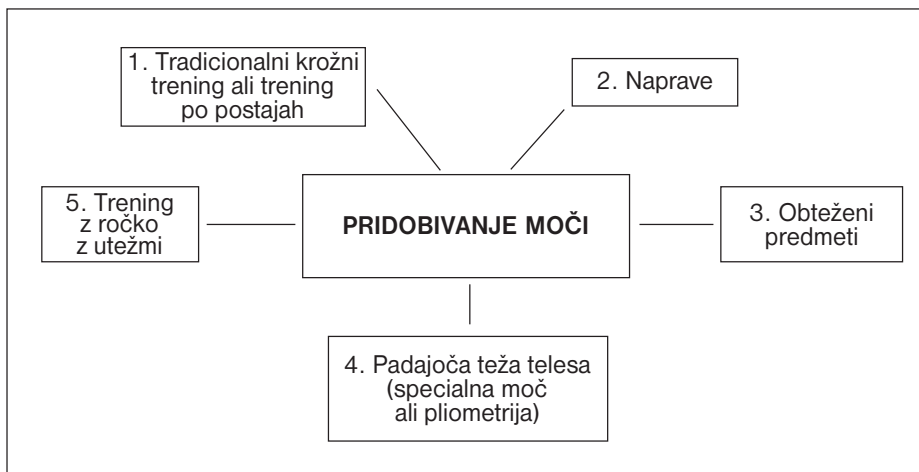 1. Tradicionalni krožni
trening ali trening
po postajah
2. Naprave
5. Trening
z ročko
z utežmi
PRIDOBIVANJE MOČI
3. Obteženi
predmeti
4. Padajoča teža telesa
(specialna moč
ali pliometrija)